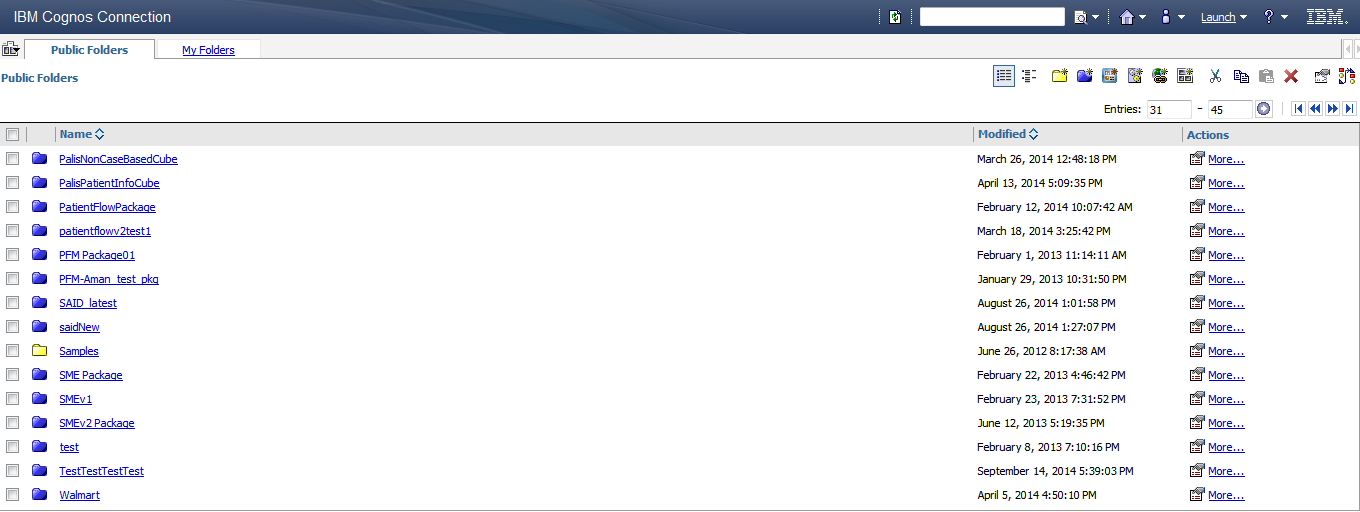 IBM Cognos Connection Launch ? IBM.
Public Folders My Folders
Public Folders
Entries: 31 - 45
Name Modified Actions
PalisNonCaseBasedCube March 26, 2014 12:48:18 PM More...
PalisPatientInfoCube April 13, 2014 5:09:35 PM More...
PatientFlowPackage February 12, 2014 10:07:42 AM More...
patientflowv2test1 March 18, 2014 3:25:42 PM More...
PFM Package01 February 1, 2013 11:14:11 AM More...
PFM-Aman_test_pkg January 29, 2013 10:31:50 PM More...
SAID_latest August 26, 2014 1:01:58 PM More...
saidNew August 26, 2014 1:27:07 PM More...
Samples June 26, 2012 8:17:38 AM More...
SME Package February 22, 2013 4:46:42 PM More...
SMEv1 February 23, 2013 7:31:52 PM More...
SMEv2 Package June 12, 2013 5:19:35 PM More...
test February 8, 2013 7:10:16 PM More...
TestTestTestTest September 14, 2014 5:39:03 PM More...
Walmart April 5, 2014 4:50:10 PM More...